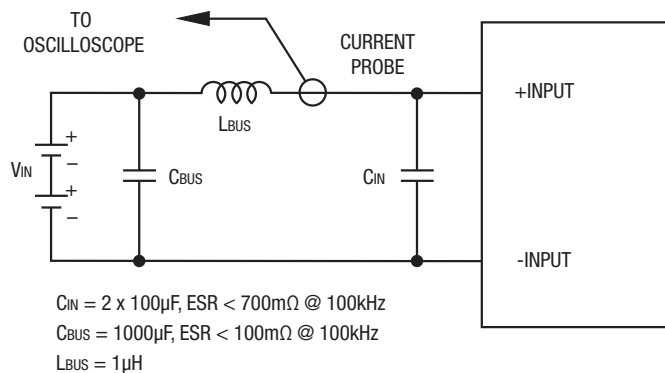 TO
OSCILLOSCOPE
CURRENT
PROBE
+INPUT
LBUS
VIN
+
−
+
−
CBUS
CIN
-INPUT
CIN = 2 x 100µF, ESR < 700mΩ @ 100kHz
CBUS = 1000µF, ESR < 100mΩ @ 100kHz
LBUS = 1µH